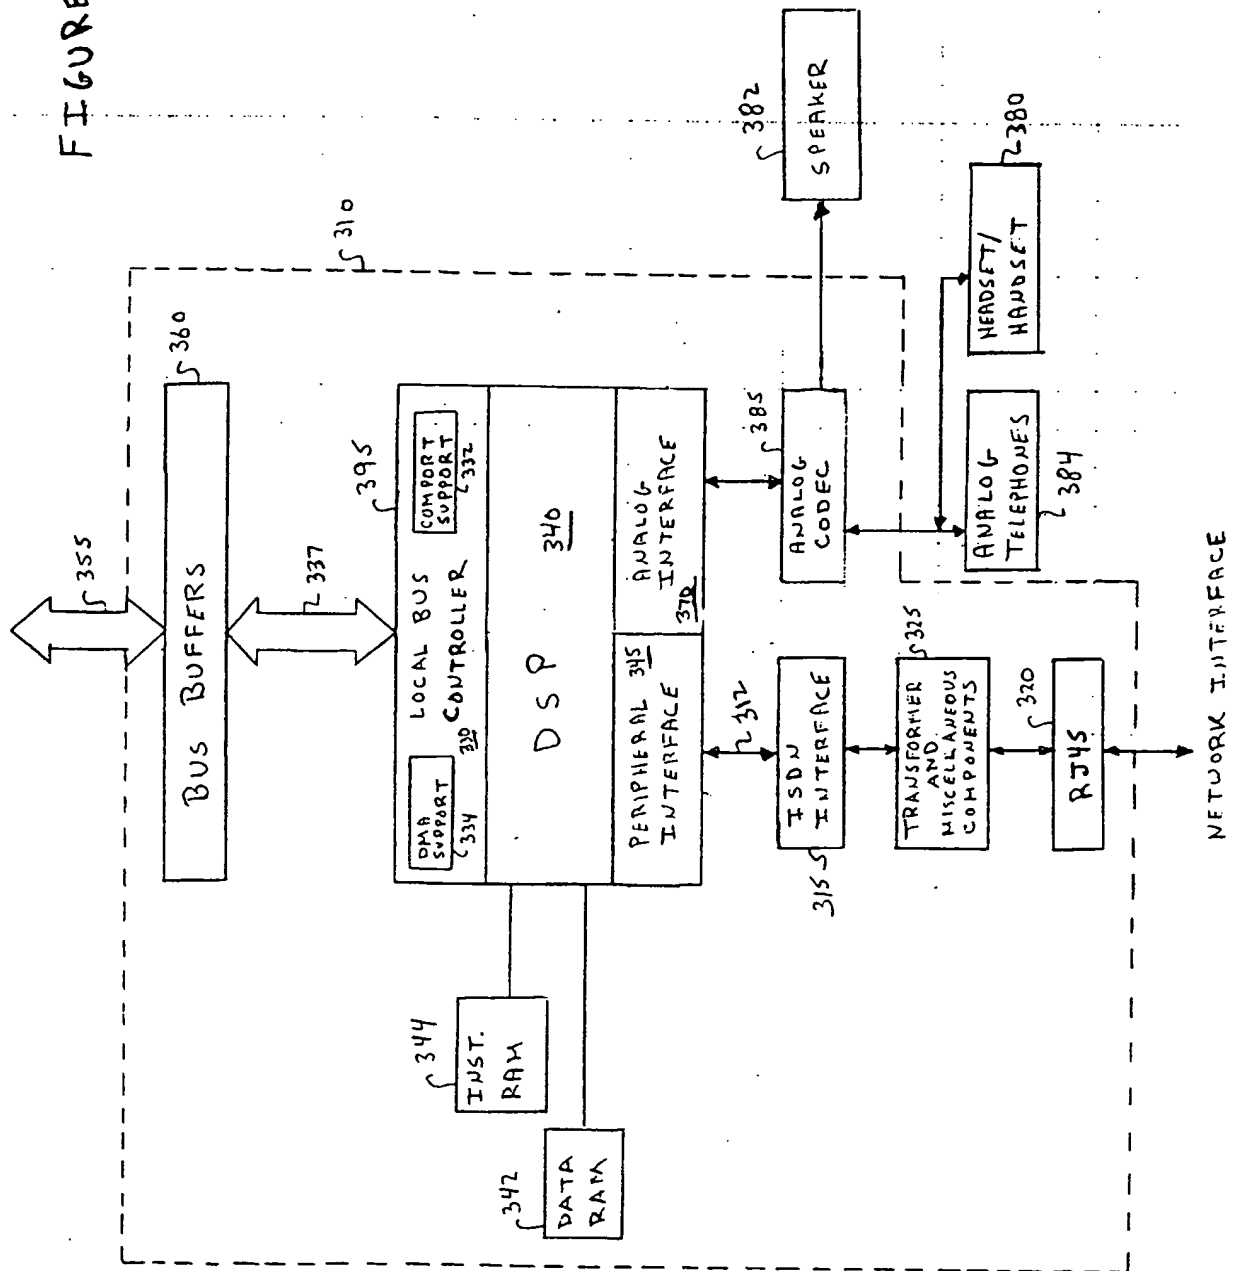 FIGURE
355
310
360
BUS BUFFERS
337
395
COMPORT
SUPPORT
332
LOCAL BUS
CONTROLLER
330
DMA
SUPPORT
334
344
INST.
RAM
342
DATA
RAM
DSP
340
PERIPHERAL 345
INTERFACE
ANALOG
INTERFACE
370
312
385
ANALOG
CODEC
382
SPEAKER
315
ISDN
INTERFACE
325
TRANSFORMER
AND
MISCELLANEOUS
COMPONENTS
320
RJ45
ANALOG
TELEPHONES
384
HEADSET/
HANDSET
380
NETWORK INTERFACE